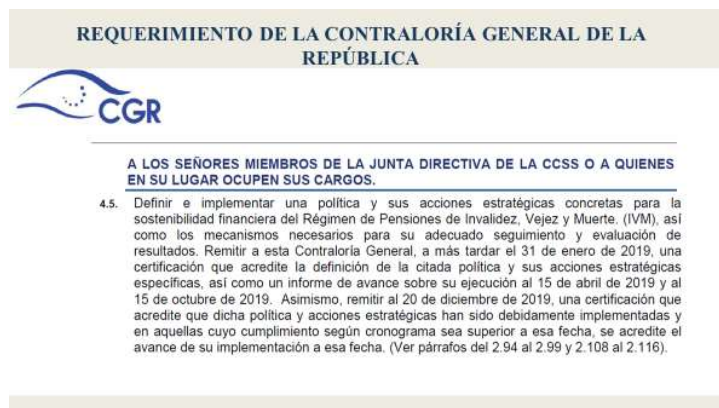 REQUERIMIENTO DE LA CONTRALORÍA GENERAL DE LA
REPÚBLICA
CGR
A LOS SEÑORES MIEMBROS DE LA JUNTA DIRECTIVA DE LA CCSS O A QUIENES
EN SU LUGAR OCUPEN SUS CARGOS.
4.5. Definir e implementar una política y sus acciones estratégicas concretas para la
sostenibilidad financiera del Régimen de Pensiones de Invalidez, Vejez y Muerte. (IVM), así
como los mecanismos necesarios para su adecuado seguimiento y evaluación de
resultados. Remitir a esta Contraloría General, a más tardar el 31 de enero de 2019, una
certificación que acredite la definición de la citada política y sus acciones estratégicas
específicas, así como un informe de avance sobre su ejecución al 15 de abril de 2019 y al
15 de octubre de 2019. Asimismo, remitir al 20 de diciembre de 2019, una certificación que
acredite que dicha política y acciones estratégicas han sido debidamente implementadas y
en aquellas cuyo cumplimiento según cronograma sea superior a esa fecha, se acredite el
avance de su implementación a esa fecha. (Ver párrafos del 2.94 al 2.99 y 2.108 al 2.116).